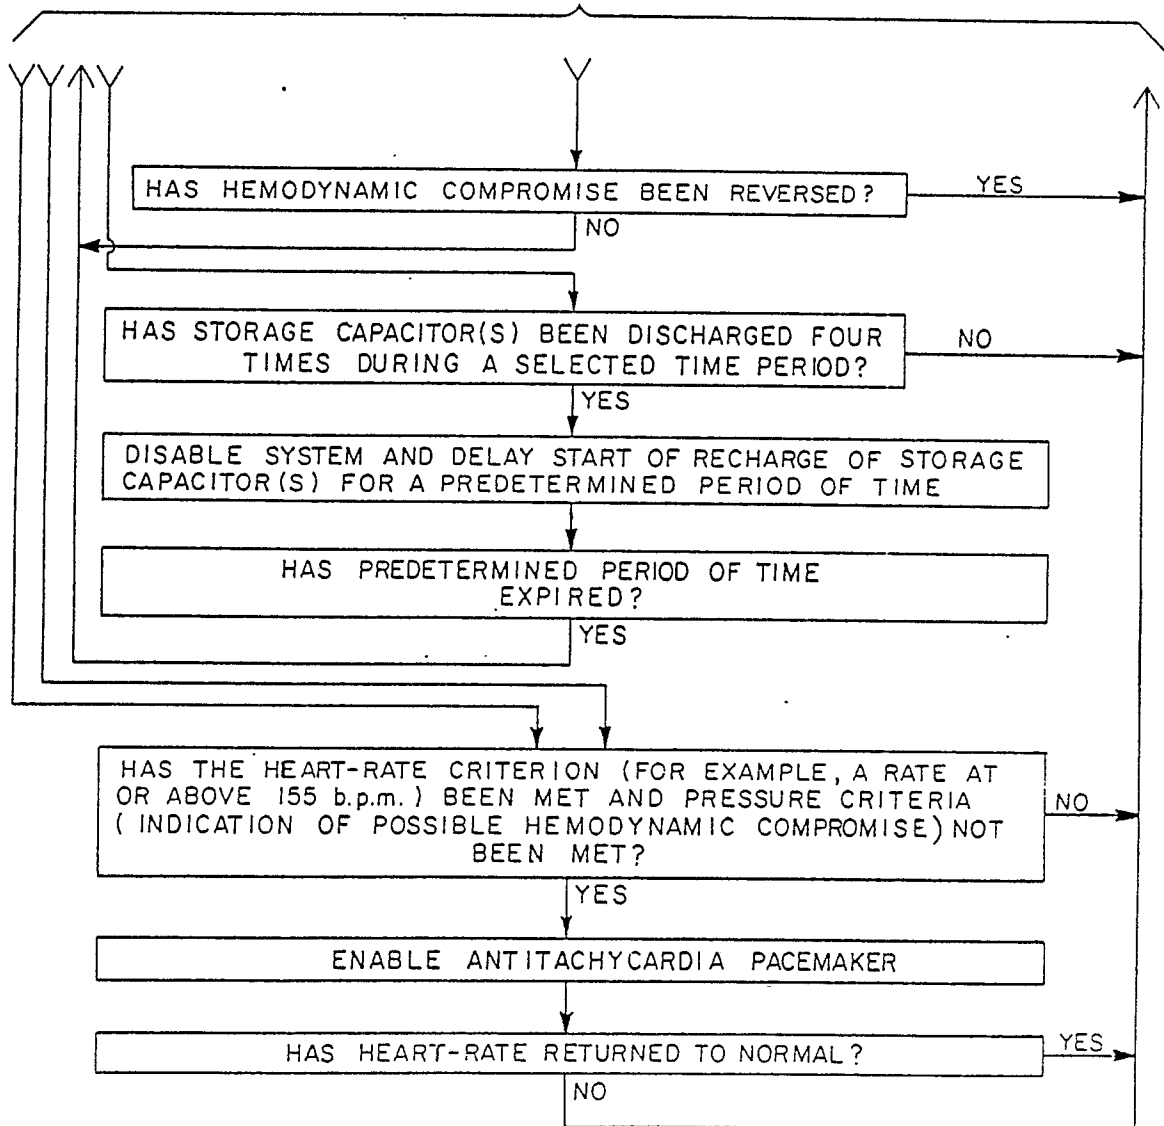 HAS HEMODYNAMIC COMPROMISE BEEN REVERSED?
YES
NO
HAS STORAGE CAPACITOR(S) BEEN DISCHARGED FOUR
TIMES DURING A SELECTED TIME PERIOD?
NO
YES
DISABLE SYSTEM AND DELAY START OF RECHARGE OF STORAGE
CAPACITOR(S) FOR A PREDETERMINED PERIOD OF TIME
HAS PREDETERMINED PERIOD OF TIME
EXPIRED?
YES
HAS THE HEART-RATE CRITERION (FOR EXAMPLE, A RATE AT
OR ABOVE 155 b.p.m.) BEEN MET AND PRESSURE CRITERIA
(INDICATION OF POSSIBLE HEMODYNAMIC COMPROMISE) NOT
BEEN MET?
NO
YES
ENABLE ANTITACHYCARDIA PACEMAKER
HAS HEART-RATE RETURNED TO NORMAL?
YES
NO